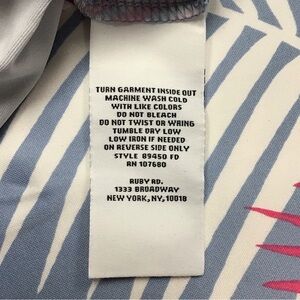 TURN GARMENT INSIDE OUT
MACHINE WASH COLD
WITH LIKE COLORS
DO NOT BLEACH
DO NOT TWIST OR WRING
TUMBLE DRY LOW
LOW IRON IF NEEDED
ON REVERSE SIDE ONLY
STYLE 89450 FD
RN 107680
RUBY RD.
1333 BROADWAY
NEW YORK, NY, 10018